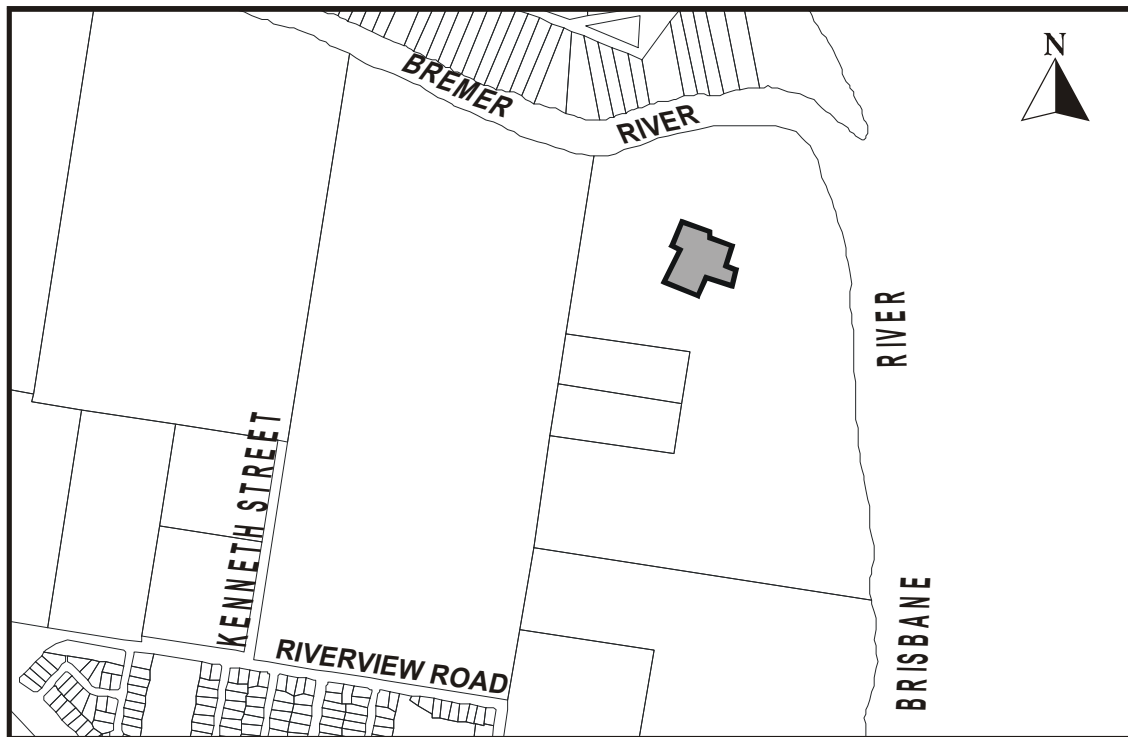 N
BREMER
RIVER
RIVER
KENNETH STREET
BRISBANE
RIVERVIEW ROAD